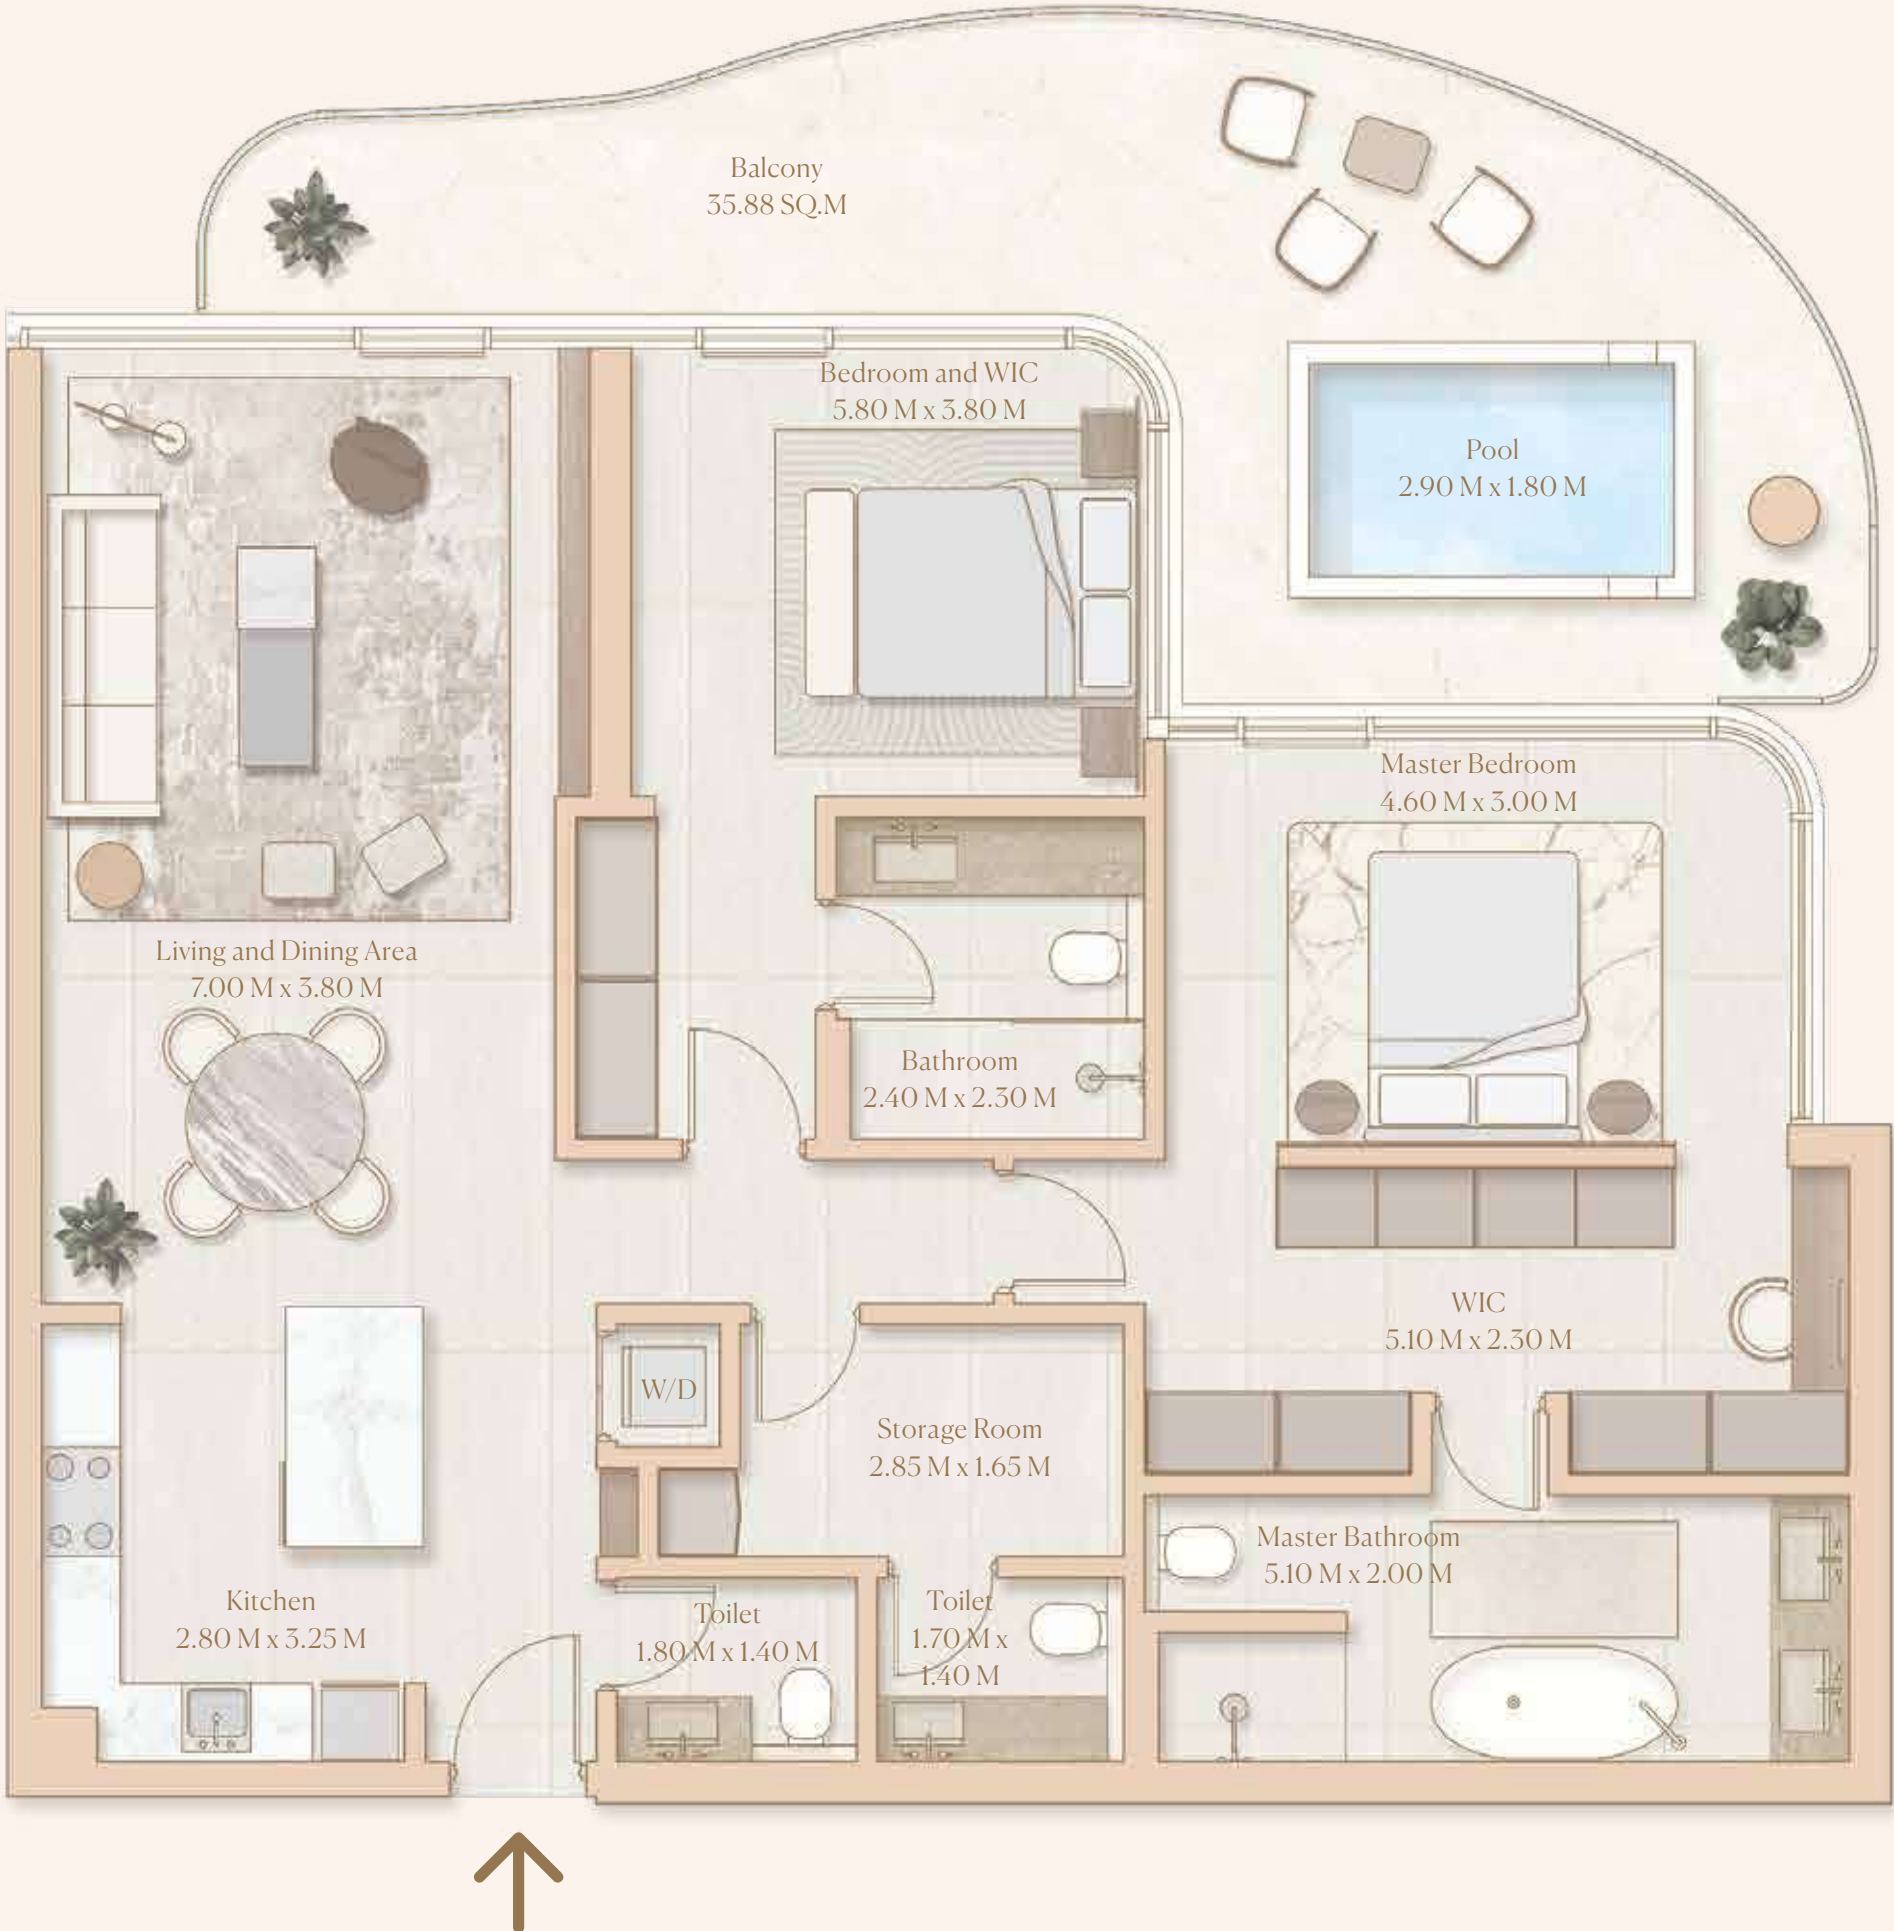 Balcony
35.88 SQ.M
Bedroom and WIC
5.80 M x 3.80 M
Pool
2.90 M x 1.80 M
Master Bedroom
4.60 M x 3.00 M
Living and Dining Area
7.00 M x 3.80 M
Bathroom
2.40 M x 2.30 M
WIC
5.10 M x 2.30 M
W/D
Storage Room
2.85 M x 1.65 M
Master Bathroom
5.10 M x 2.00 M
Kitchen
2.80 M x 3.25 M
Toilet
1.80 M x 1.40 M
Toilet
1.70 M x
1.40 M